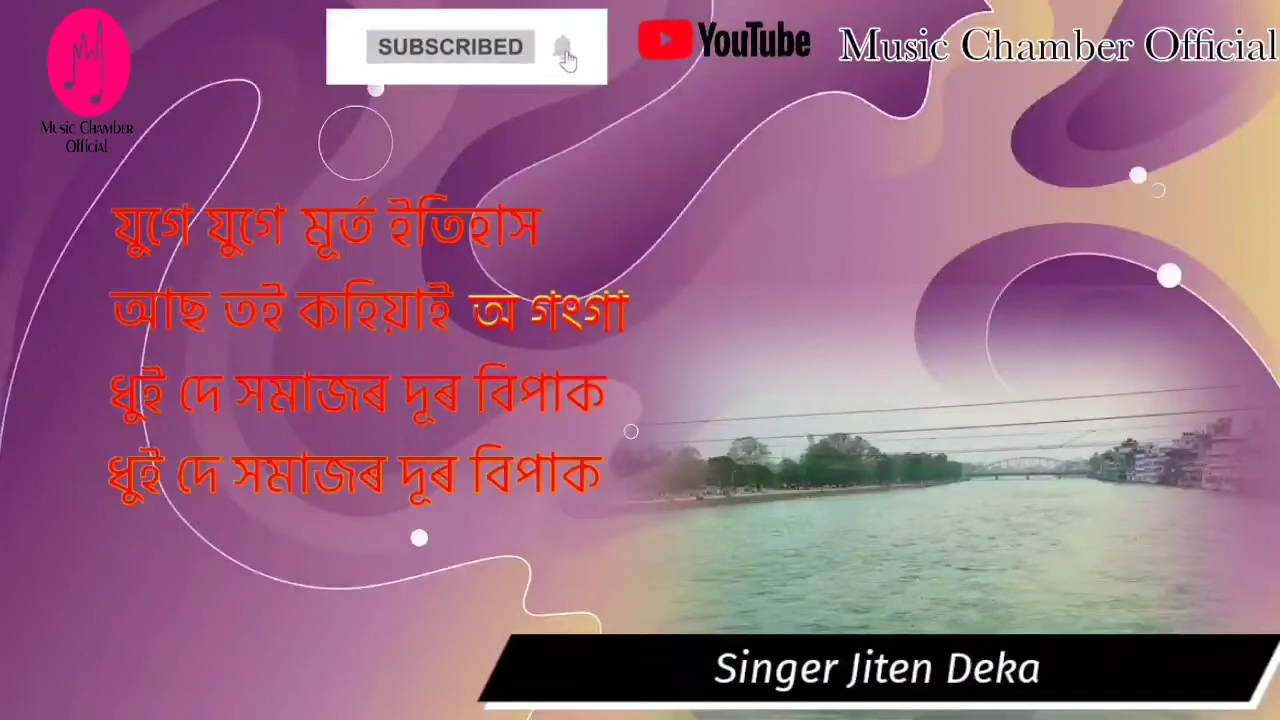 SUBSCRIBED
YouTube Music Chamber Official
Music Chamber
Official
যুগে যুগে মূৰ্ত ইতিহাস
আছ তই কহিয়াই অ গংগা
ধুই দে সমাজৰ দূৰ বিপাক
ধুই দে সমাজৰ দূৰ বিপাক
Singer Jiten Deka